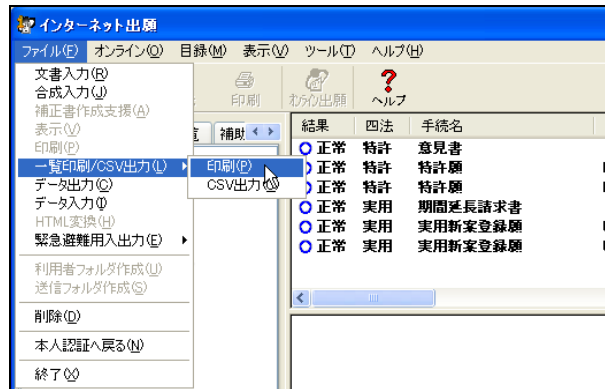 インターネット出願
ファイル(F) オンライン(O) 目録(M) 表示(V) ツール(T) ヘルプ(H)
印刷 オンライン出願 ヘルプ
文書入力(R)
合成入力(J)
補正書作成支援(A)
表示(V)
印刷(P)
一覧印刷/CSV出力(L)
データ出力(C)
データ入力(I)
HTML変換(H)
緊急避難用入出力(E)
利用者フォルダ作成(U)
送信フォルダ作成(S)
削除(D)
本人認証へ戻る(N)
終了(X)
印刷(P)
CSV出力
補助
結果 四法 手続名
正常 特許 意見書
正常 特許 特許願
正常 特許 特許願
正常 実用 期間延長請求書
正常 実用 実用新案登録願
正常 実用 実用新案登録願